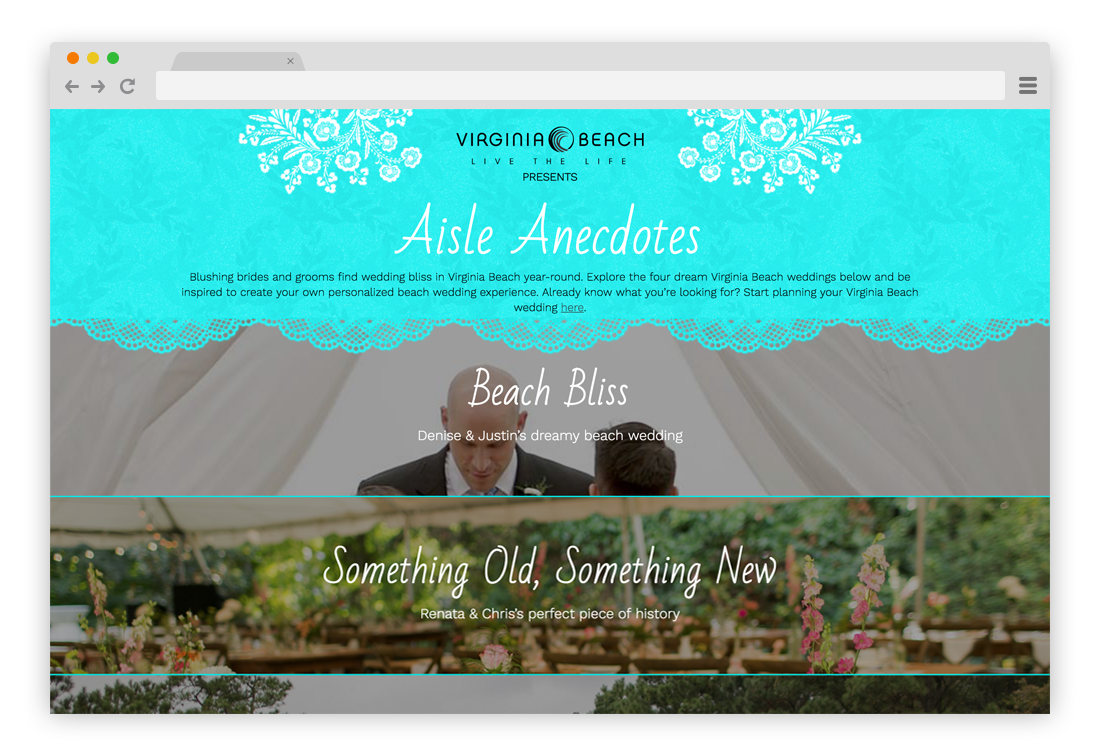 VIRGINIA BEACH
LIVE THE LIFE
PRESENTS
Aisle Anecdotes
Blushing brides and grooms find wedding bliss in Virginia Beach year-round. Explore the four dream Virginia Beach weddings below and be
inspired to create your own personalized beach wedding experience. Already know what you're looking for? Start planning your Virginia Beach
wedding here.
Beach Bliss
Denise & Justin's dreamy beach wedding
Something Old, Something New
Renata & Chris's perfect piece of history